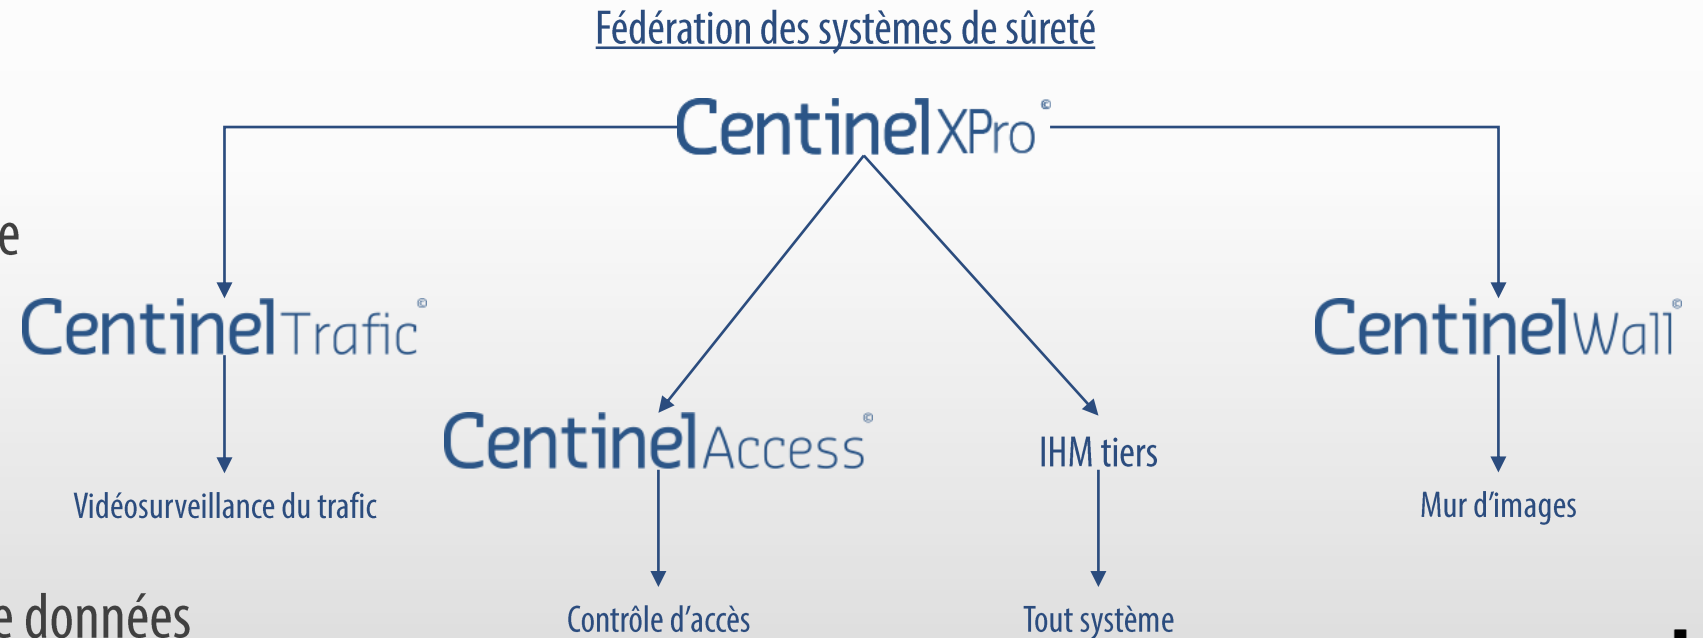 Fédération des systèmes de sûreté
CentinelXPro©
e
CentinelTrafic©
CentinelWall©
CentinelAccess©
IHM tiers
Vidéosurveillance du trafic
Mur d’images
e données
Contrôle d’accès
Tout système